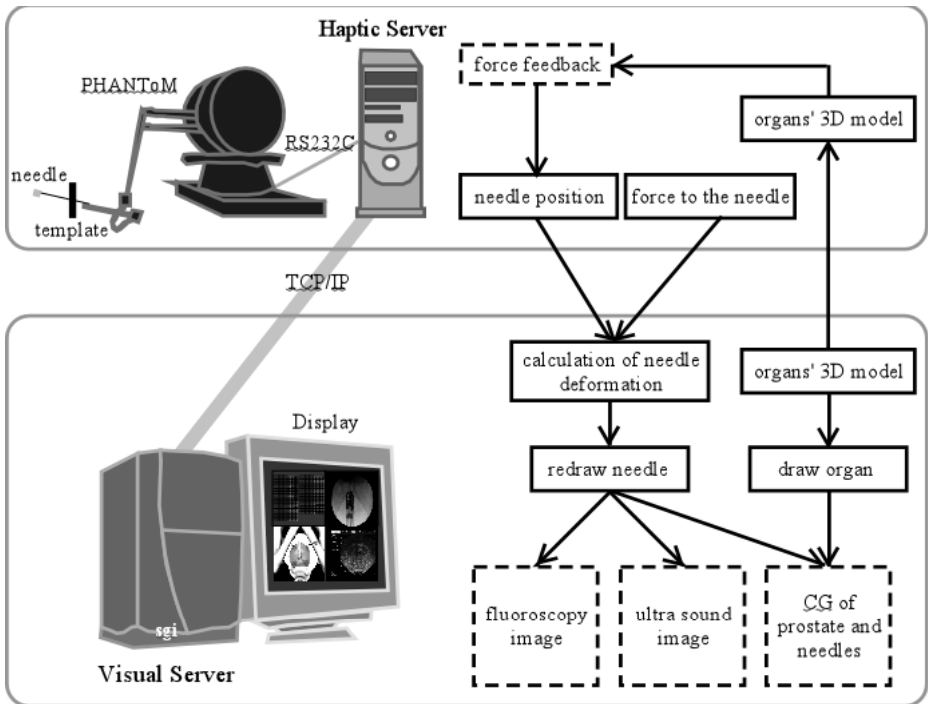 Haptic Server
PHANToM
RS232C
needle
template
force feedback
organs' 3D model
needle position
force to the needle
TCP/IP
calculation of needle
deformation
organs' 3D model
Display
redraw needle
draw organ
sgi
Visual Server
fluoroscopy
image
ultra sound
image
CG of
prostate and
needles